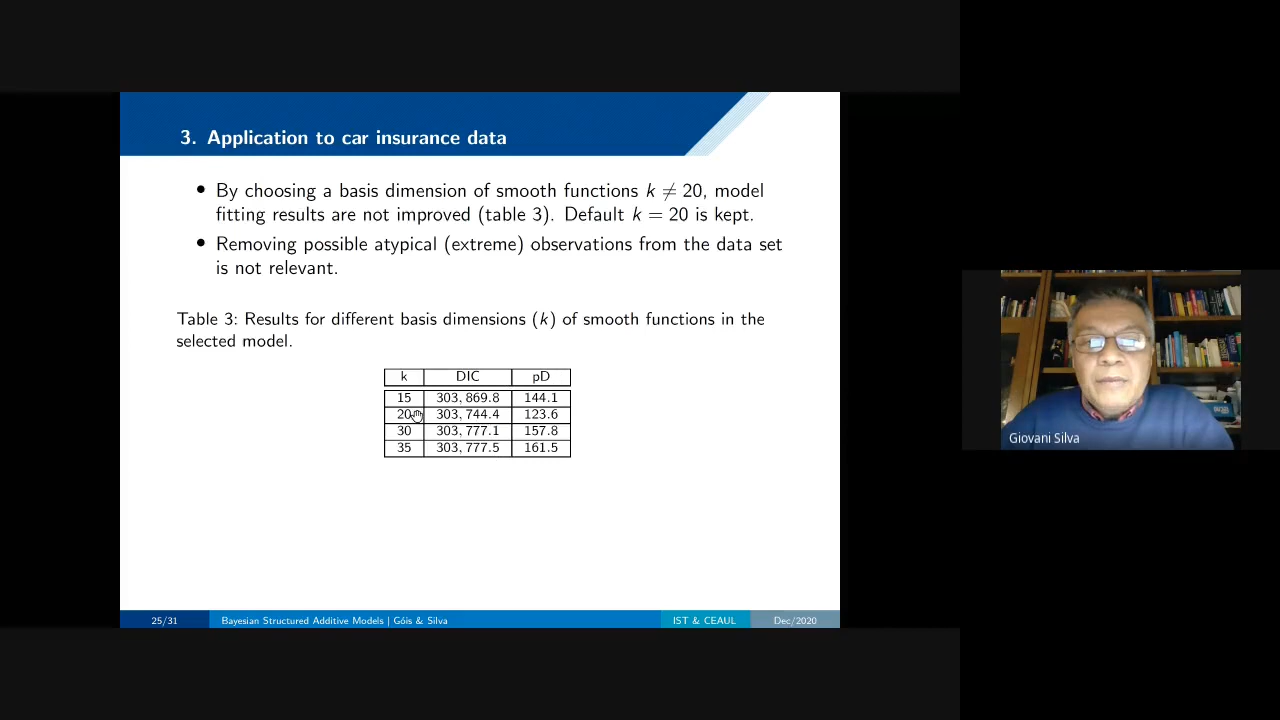 3. Application to car insurance data
• By choosing a basis dimension of smooth functions k ≠ 20, model
fitting results are not improved (table 3). Default k = 20 is kept.
• Removing possible atypical (extreme) observations from the data set
is not relevant.
Table 3: Results for different basis dimensions (k) of smooth functions in the
selected model.
k DIC pD
15 303,869.8 144.1
20 303,744.4 123.6
30 303,777.1 157.8
35 303,777.5 161.5
25/31 Bayesian Structured Additive Models | Góis & Silva IST & CEAUL Dec/2020
Giovani Silva